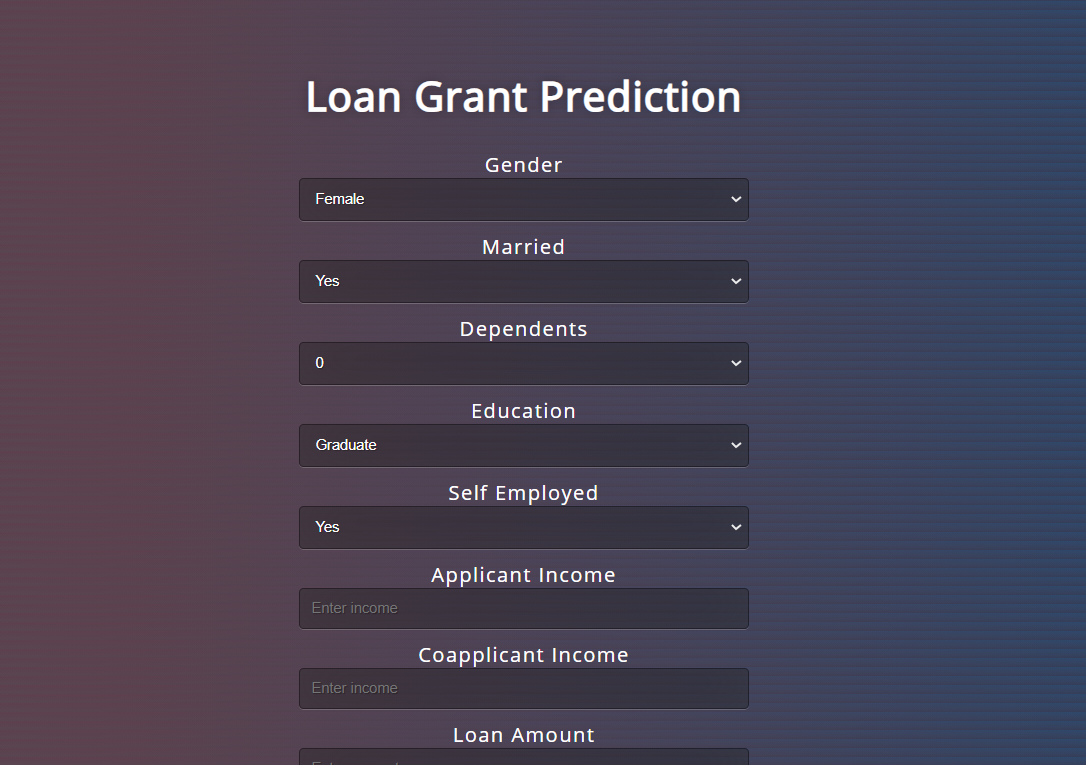 Loan Grant Prediction
Gender
Female
Married
Yes
Dependents
0
Education
Graduate
Self Employed
Yes
Applicant Income
Enter income
Coapplicant Income
Enter income
Loan Amount